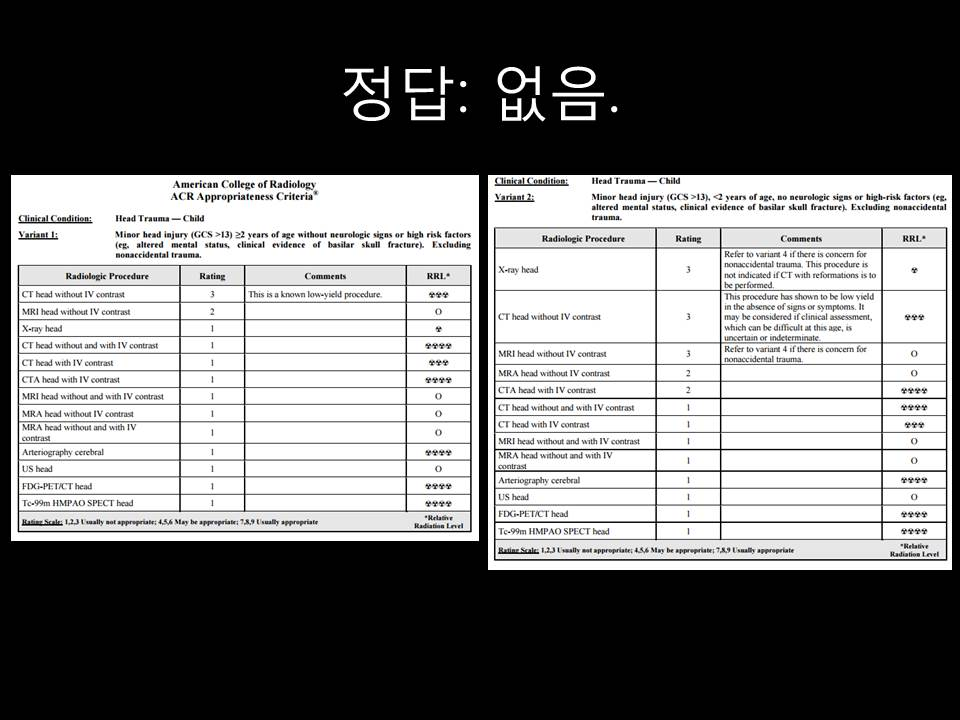 정답: 없음.
American College of Radiology
ACR Appropriateness Criteria®
Clinical Condition: Head Trauma — Child
Variant 1: Minor head injury (GCS >13) ≥2 years of age without neurologic signs or high risk factors
(eg, altered mental status, clinical evidence of basilar skull fracture). Excluding
nonaccidental trauma.
Radiologic Procedure Rating Comments RRL*
CT head without IV contrast 3 This is a known low-yield procedure. ☢☢☢
MRI head without IV contrast 2 O
X-ray head 1 ☢
CT head without and with IV contrast 1 ☢☢☢☢
CT head with IV contrast 1 ☢☢☢
CTA head with IV contrast 1 ☢☢☢☢
MRI head without and with IV contrast 1 O
MRA head without IV contrast 1 O
MRA head without and with IV
contrast 1 O
Arteriography cerebral 1 ☢☢☢☢
US head 1 O
FDG-PET/CT head 1 ☢☢☢☢
Tc-99m HMPAO SPECT head 1 ☢☢☢☢
Rating Scale: 1,2,3 Usually not appropriate; 4,5,6 May be appropriate; 7,8,9 Usually appropriate
*Relative
Radiation Level
Clinical Condition: Head Trauma — Child
Variant 2: Minor head injury (GCS >13), <2 years of age, no neurologic signs or high-risk factors (eg,
altered mental status, clinical evidence of basilar skull fracture). Excluding nonaccidental
trauma.
Radiologic Procedure Rating Comments RRL*
X-ray head 3 Refer to variant 4 if there is concern for
nonaccidental trauma. This procedure is
not indicated if CT with reformations is to
be performed. ☢
CT head without IV contrast 3 This procedure has shown to be low yield
in the absence of signs or symptoms. It
may be considered if clinical assessment,
which can be difficult at this age, is
uncertain or indeterminate. ☢☢☢
MRI head without IV contrast 3 Refer to variant 4 if there is concern for
nonaccidental trauma. O
MRA head without IV contrast 2 O
CTA head with IV contrast 2 ☢☢☢☢
CT head without and with IV contrast 1 ☢☢☢☢
CT head with IV contrast 1 ☢☢☢
MRI head without and with IV contrast 1 O
MRA head without and with IV
contrast 1 O
Arteriography cerebral 1 ☢☢☢☢
US head 1 O
FDG-PET/CT head 1 ☢☢☢☢
Tc-99m HMPAO SPECT head 1 ☢☢☢☢
Rating Scale: 1,2,3 Usually not appropriate; 4,5,6 May be appropriate; 7,8,9 Usually appropriate
*Relative
Radiation Level